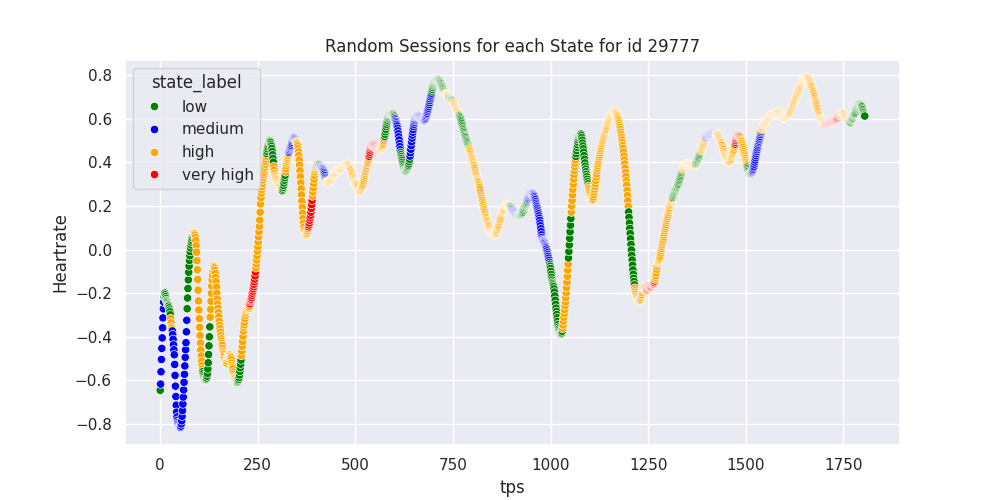 Random Sessions for each State for id 29777
state_label
low
medium
high
very high
Heartrate
0.8
0.6
0.4
0.2
0.0
−0.2
−0.4
−0.6
−0.8
0 250 500 750 1000 1250 1500 1750
tps